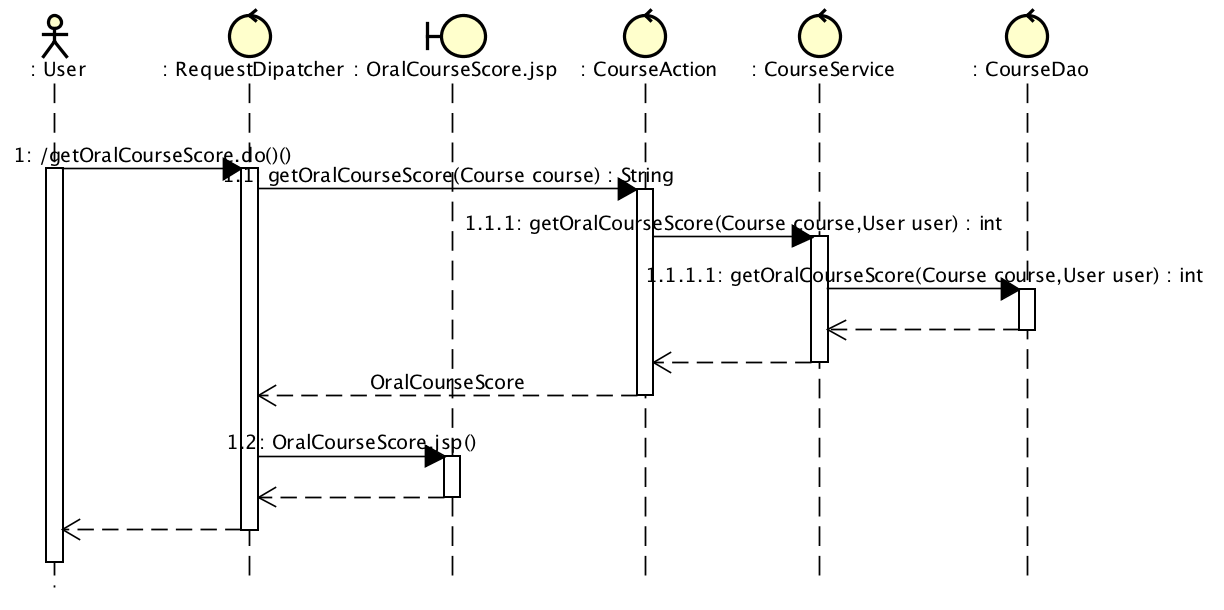 : User
: RequestDipatcher
: OralCourseScore.jsp
: CourseAction
: CourseService
: CourseDao
1: /getOralCourseScore.do()()
1.1: getOralCourseScore(Course course) : String
1.1.1: getOralCourseScore(Course course,User user) : int
1.1.1.1: getOralCourseScore(Course course,User user) : int
OralCourseScore
1.2: OralCourseScore.jsp()